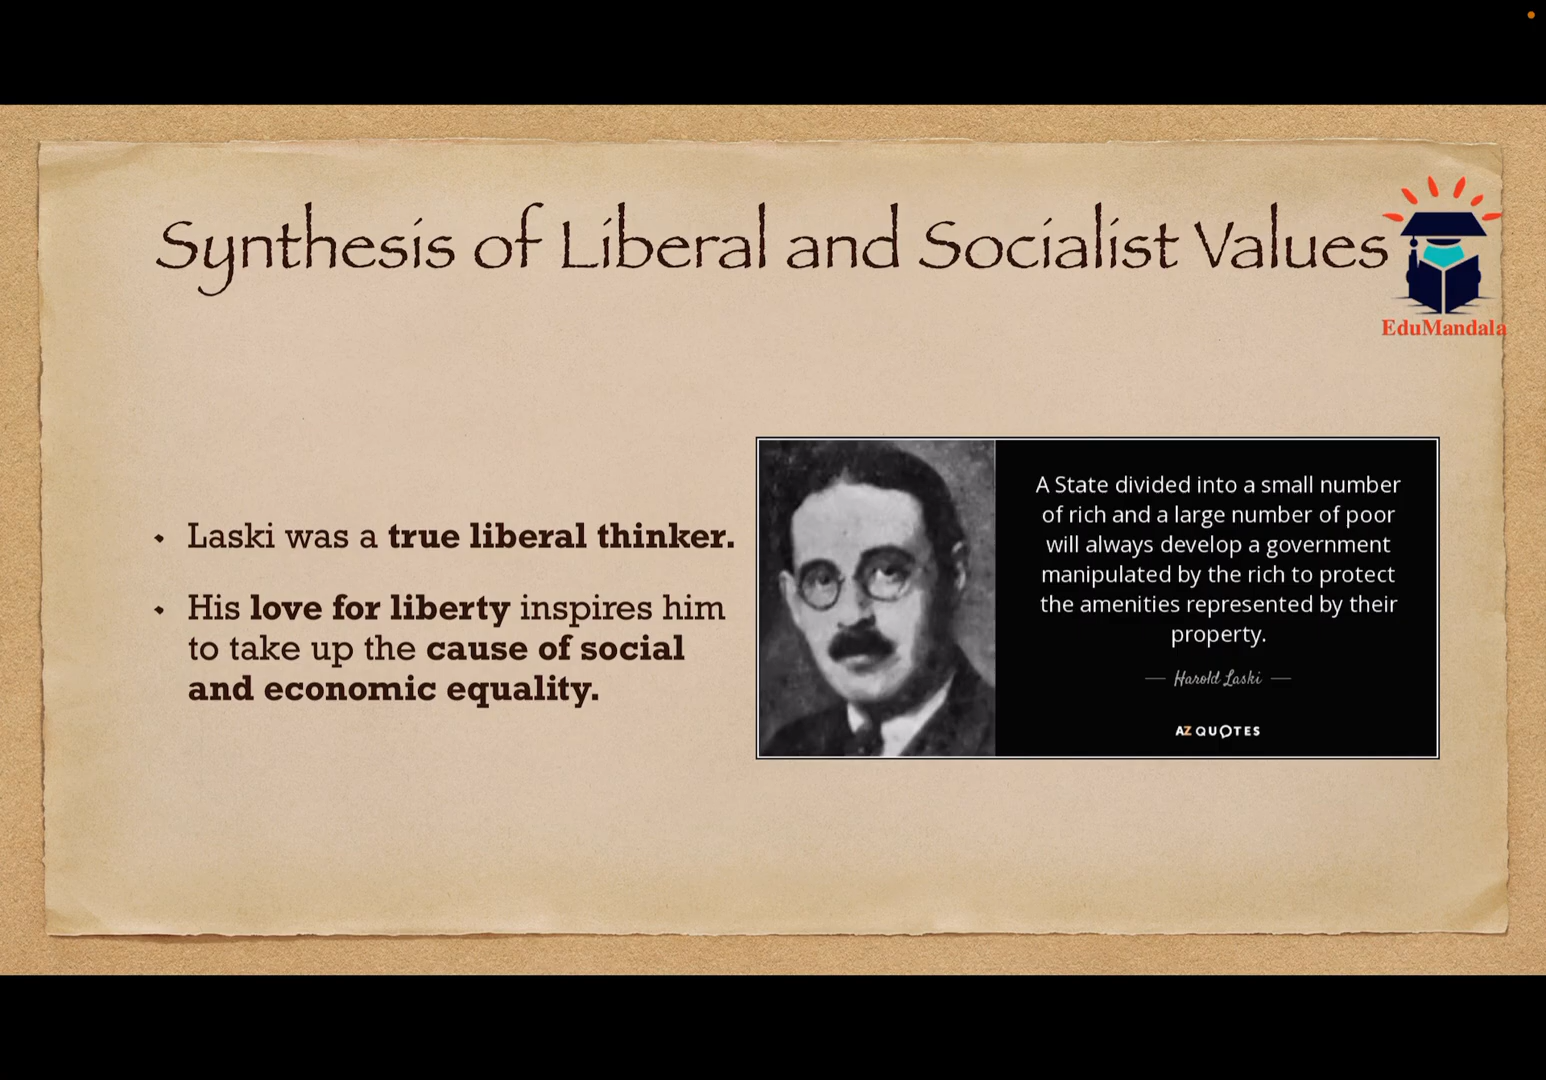 Synthesis of Liberal and Socialist Values
EduMandala
• Laski was a true liberal thinker.
• His love for liberty inspires him
to take up the cause of social
and economic equality.
A State divided into a small number
of rich and a large number of poor
will always develop a government
manipulated by the rich to protect
the amenities represented by their
property.
— Harold Laski —
AZ QUOTES